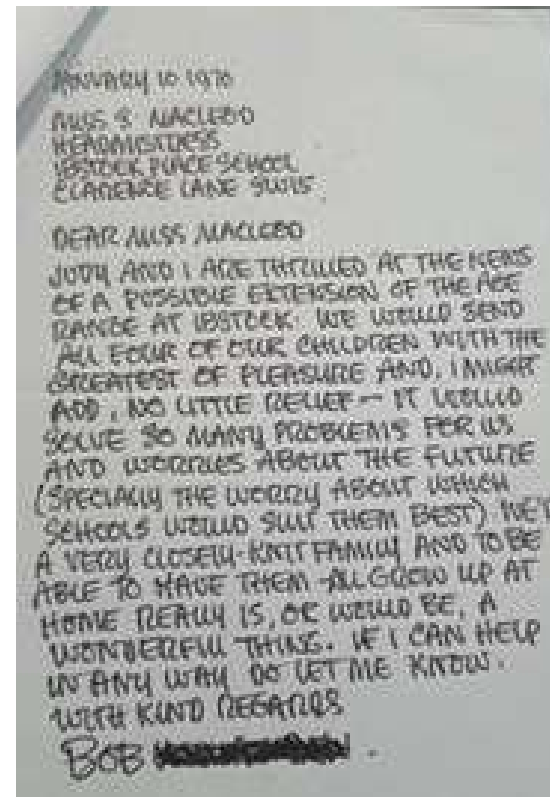 JANUARY 10 1976
MISS S MACLEOD
HEADMISTRESS
IBSTOCK PLACE SCHOOL
CLARENCE LANE SW15
DEAR MISS MACLEOD
JUDY AND I ARE THRILLED AT THE NEWS
OF A POSSIBLE EXTENSION OF THE AGE
RANGE AT IBSTOCK. WE WOULD SEND
ALL FOUR OF OUR CHILDREN WITH THE
GREATEST OF PLEASURE AND, I MIGHT
ADD, NO LITTLE RELIEF — IT WOULD
SOLVE SO MANY PROBLEMS FOR US
AND WORRIES ABOUT THE FUTURE
(SPECIALLY THE WORRY ABOUT WHICH
SCHOOLS WOULD SUIT THEM BEST)
A VERY CLOSELY-KNIT FAMILY AND TO BE
ABLE TO HAVE THEM ALL GROW UP AT
HOME REALLY IS, OR WOULD BE, A
WONDERFUL THING. IF I CAN HELP
IN ANY WAY DO LET ME KNOW.
WITH KIND REGARDS
BOB